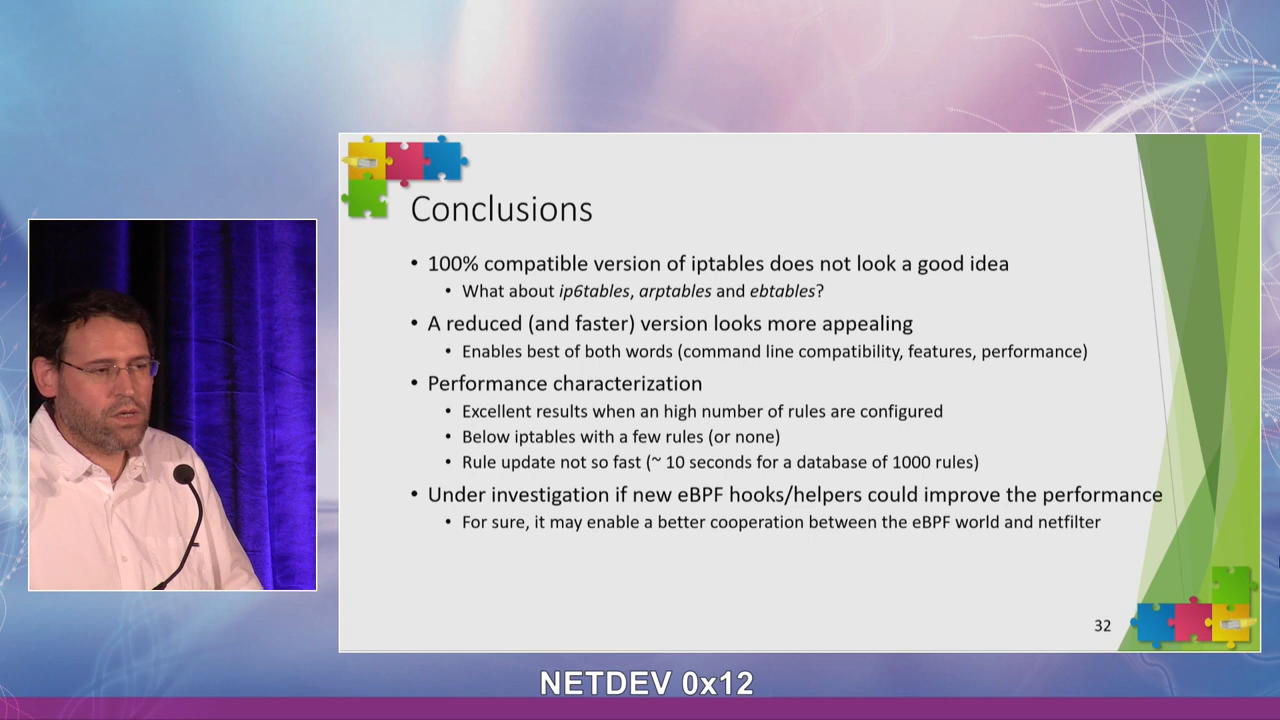 Conclusions
• 100% compatible version of iptables does not look a good idea
• What about ip6tables, arptables and ebtables?
• A reduced (and faster) version looks more appealing
• Enables best of both words (command line compatibility, features, performance)
• Performance characterization
• Excellent results when an high number of rules are configured
• Below iptables with a few rules (or none)
• Rule update not so fast (~ 10 seconds for a database of 1000 rules)
• Under investigation if new eBPF hooks/helpers could improve the performance
• For sure, it may enable a better cooperation between the eBPF world and netfilter
32
NETDEV 0x12